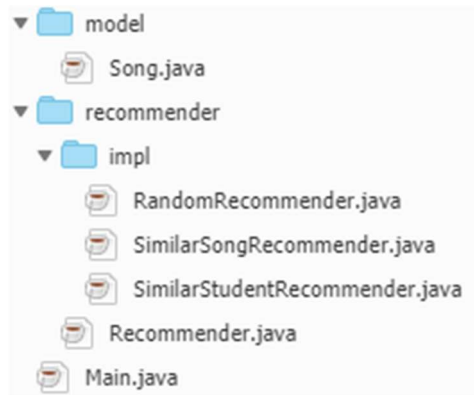 model
Song.java
recommender
impl
RandomRecommender.java
SimilarSongRecommender.java
SimilarStudentRecommender.java
Recommender.java
Main.java